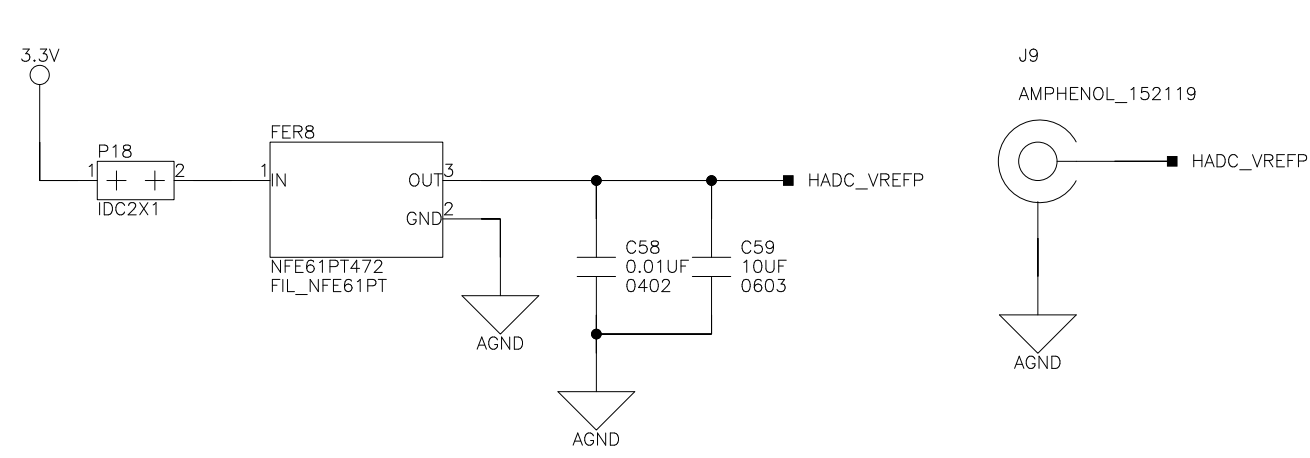 3.3V
P18
1
2
IDC2X1
FER8
1
IN
OUT
3
GND
2
NFE61PT472
FIL_NFE61PT
AGND
HADC_VREFP
C58
0.01UF
0402
C59
10UF
0603
AGND
J9
AMPHENOL_152119
HADC_VREFP
AGND